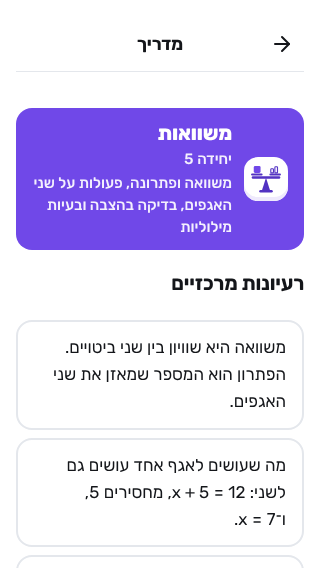 מדריך
משוואות
יחידה 5
משוואה ופתרונה, פעולות על שני
האגפים, בדיקה בהצבה ובעיות
מילוליות
רעיונות מרכזיים
משוואה היא שוויון בין שני ביטויים.
הפתרון הוא המספר שמאזן את שני
האגפים.
מה שעושים לאגף אחד עושים גם
לשני: x + 5 = 12, מחסירים 5,
ו־x = 7.